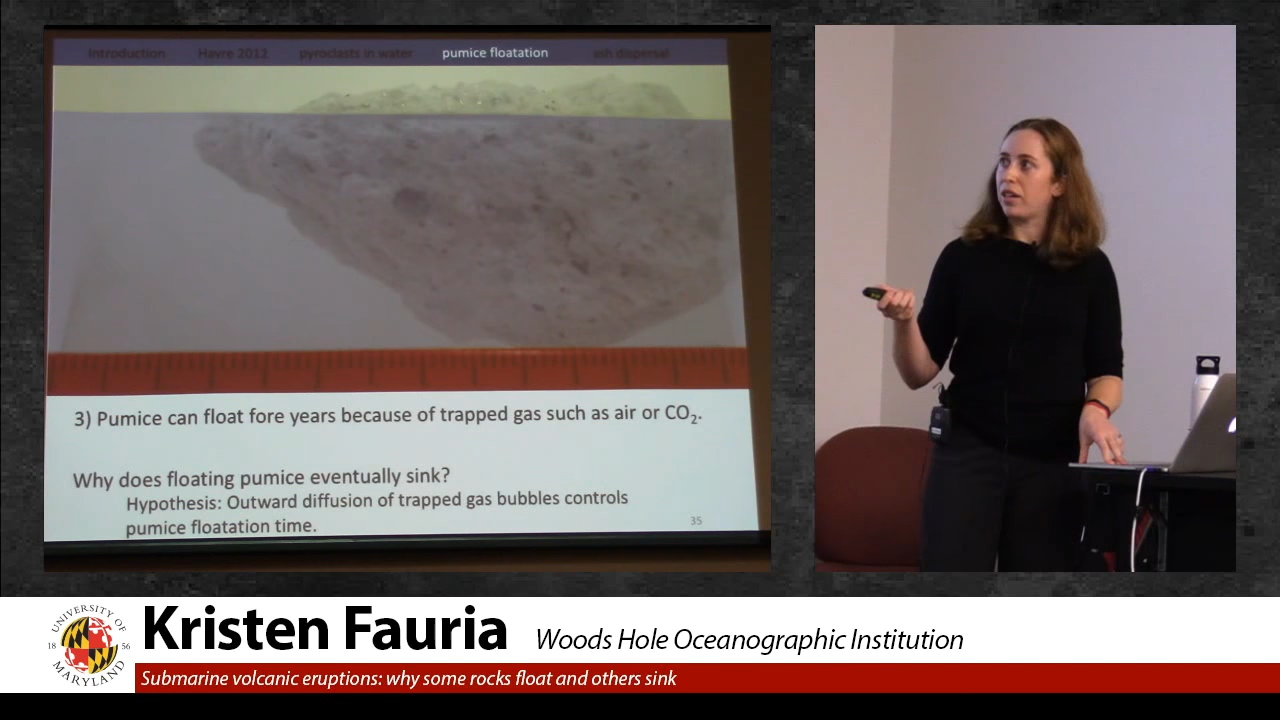 Introduction Havre 2012 pyroclasts in water pumice floatation ash dispersal
3) Pumice can float fore years because of trapped gas such as air or CO₂.
Why does floating pumice eventually sink?
Hypothesis: Outward diffusion of trapped gas bubbles controls
pumice floatation time.
35
UNIVERSITY OF
18 56
MARYLAND
Kristen Fauria Woods Hole Oceanographic Institution
Submarine volcanic eruptions: why some rocks float and others sink